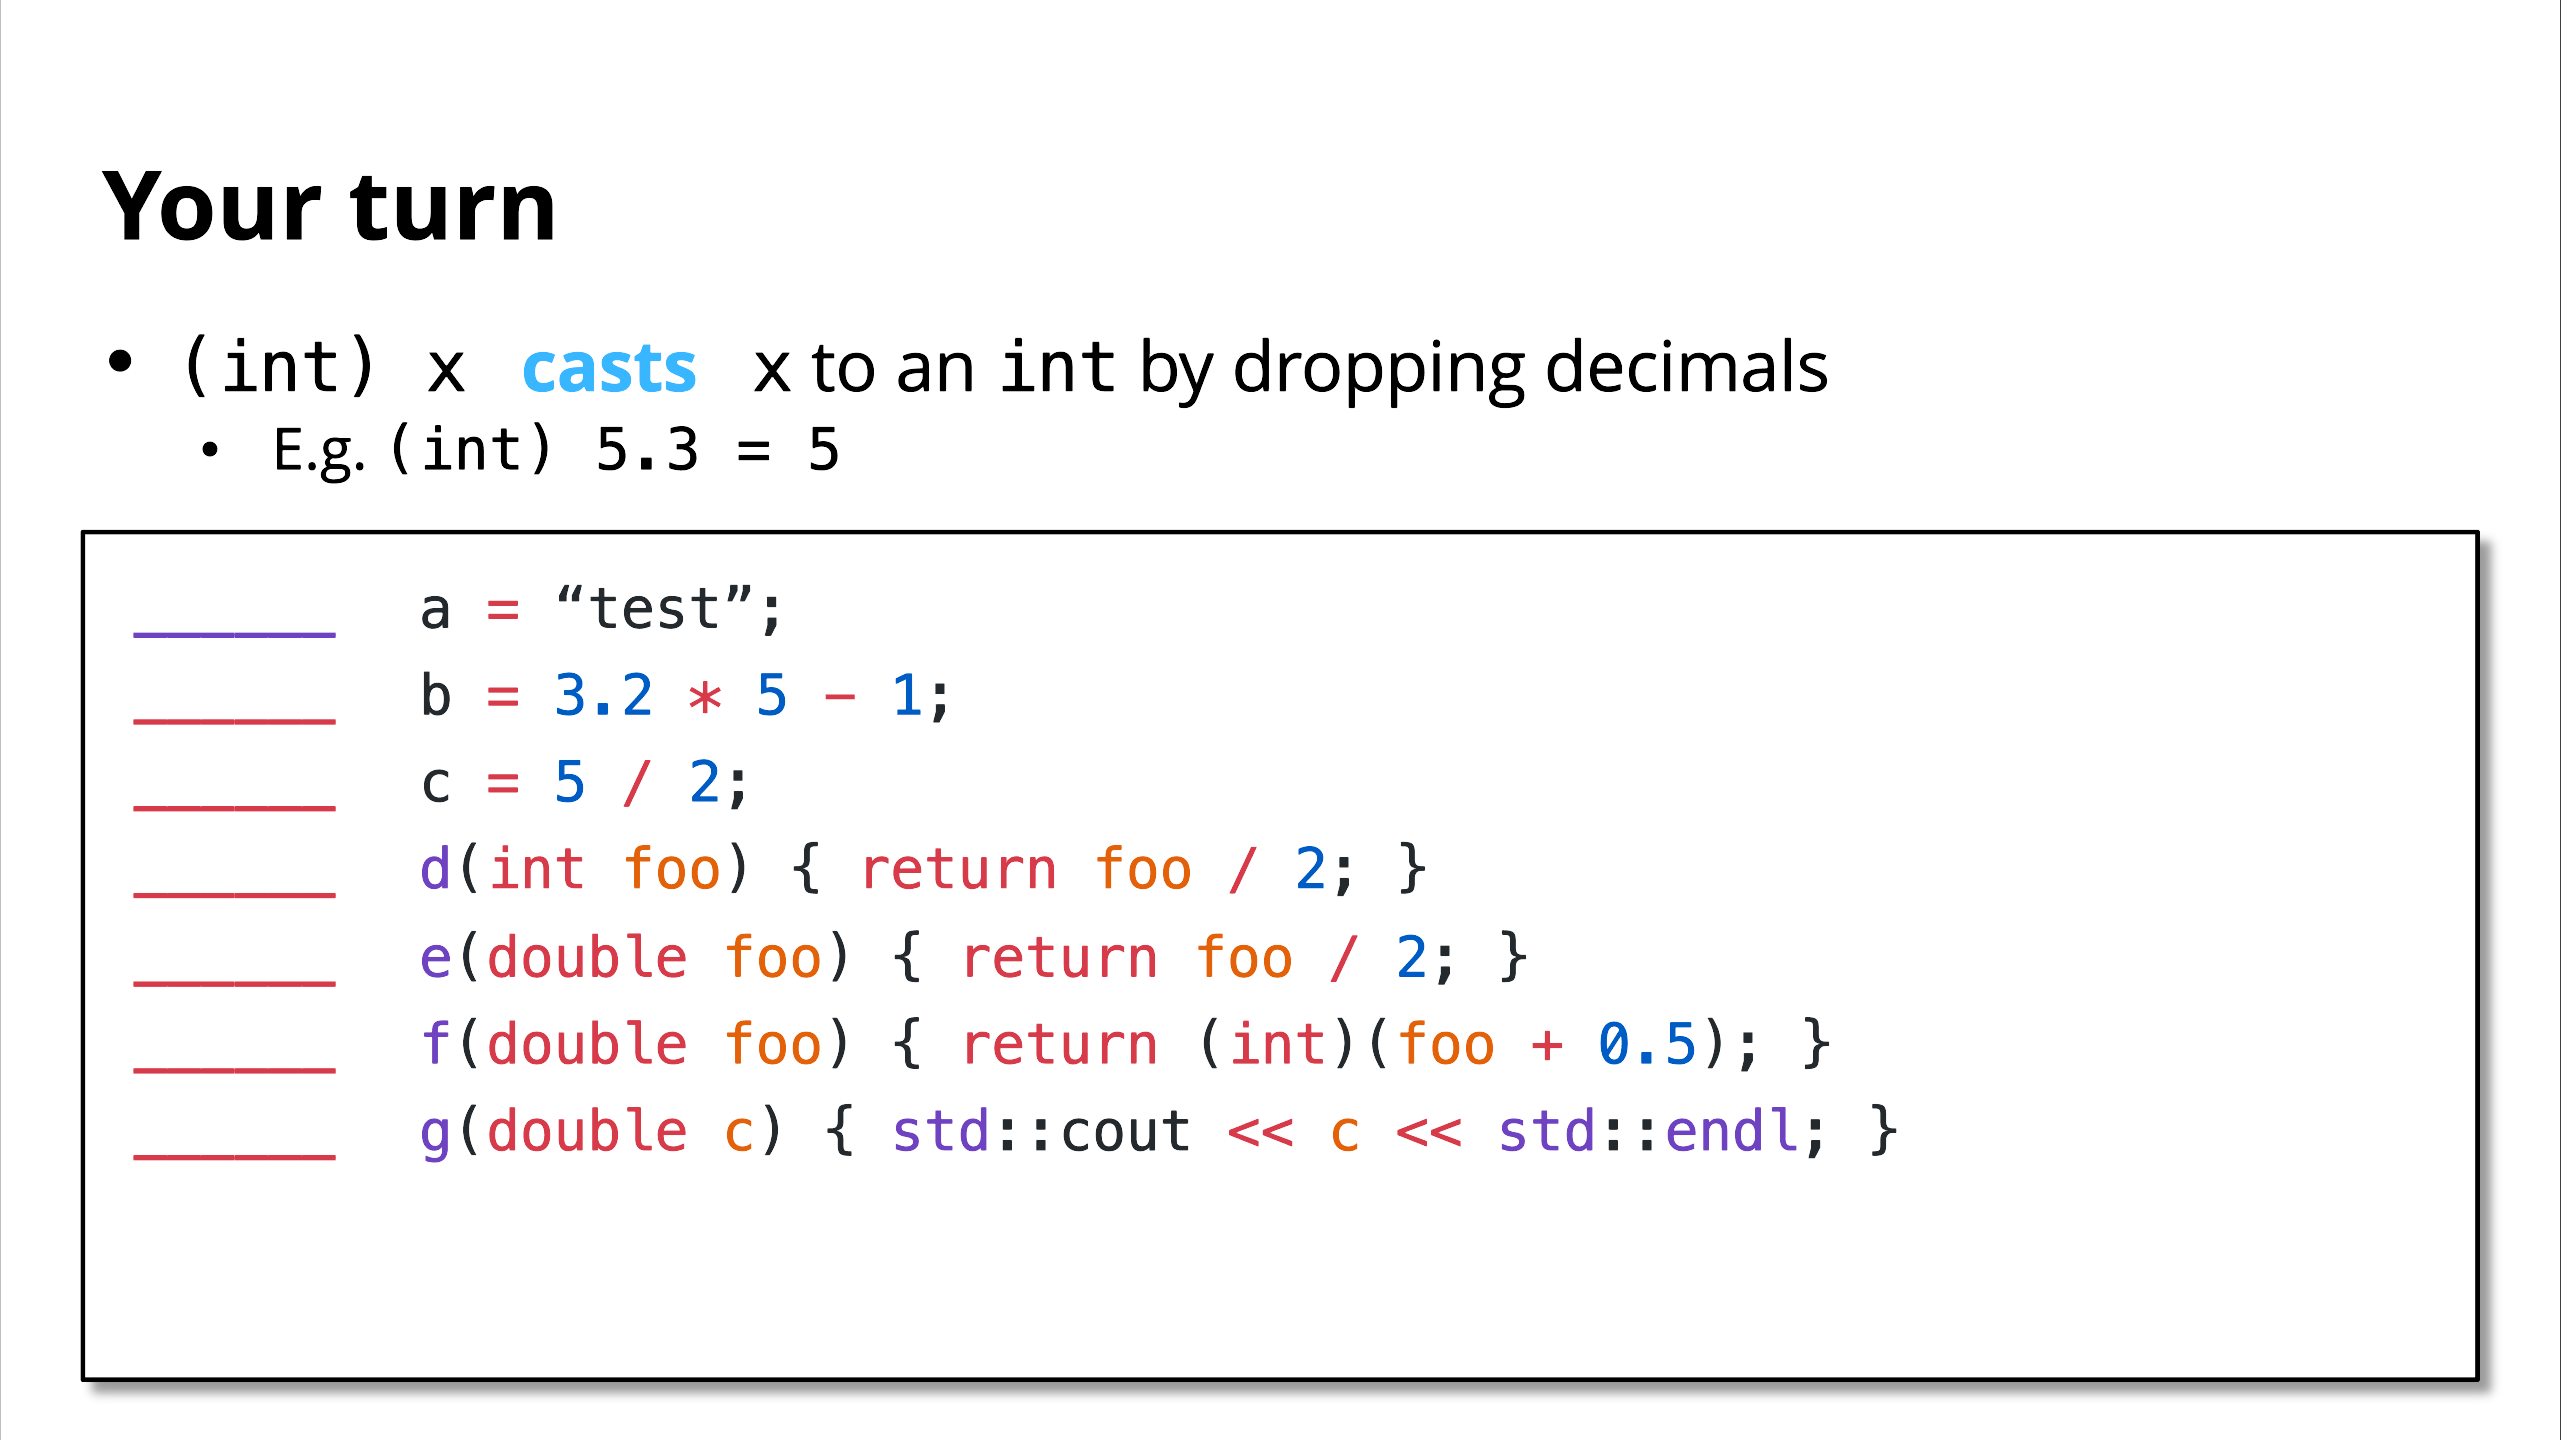 Your turn
• (int) x casts x to an int by dropping decimals
• E.g. (int) 5.3 = 5
______ a = “test”;
______ b = 3.2 * 5 − 1;
______ c = 5 / 2;
______ d(int foo) { return foo / 2; }
______ e(double foo) { return foo / 2; }
______ f(double foo) { return (int)(foo + 0.5); }
______ g(double c) { std::cout << c << std::endl; }